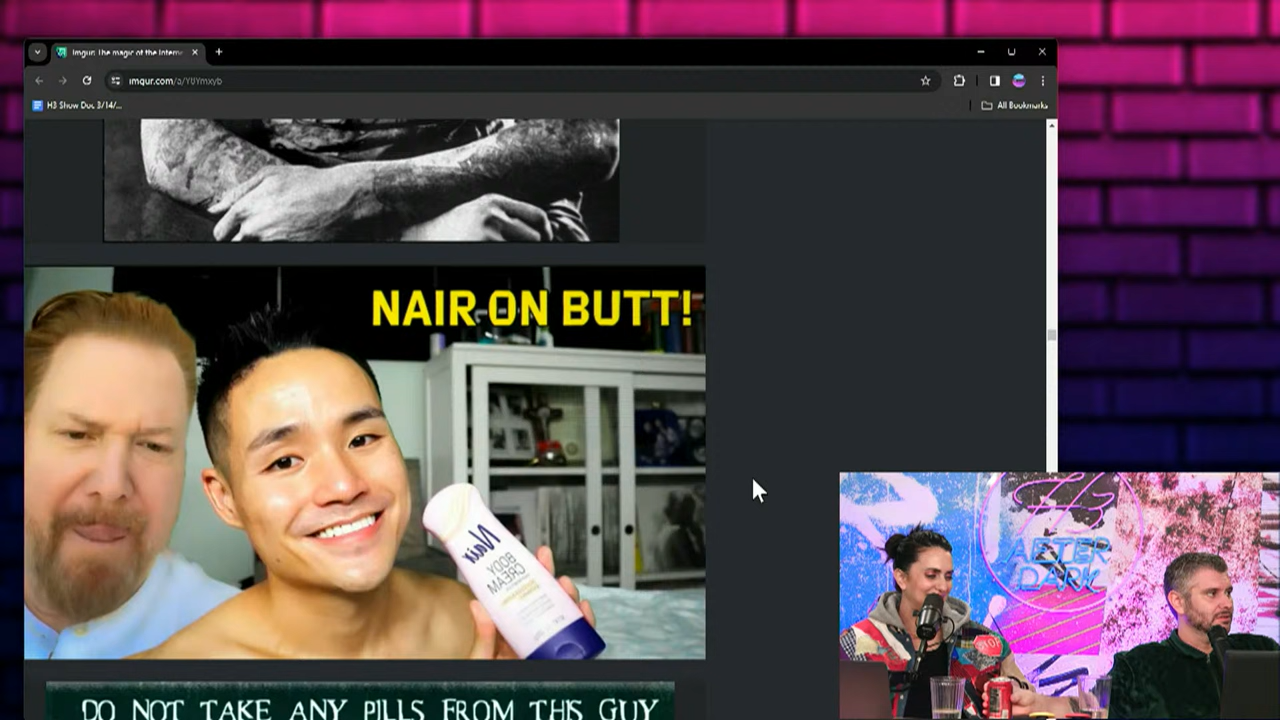 Imgur: The magic of the Intern
imgur.com/a/YUYmxyb
H3 Show Doc 3/14/...
All Bookmarks
NAIR ON BUTT!
Nair
BODY
CREAM
H3
AFTER
DARK
DO NOT TAKE ANY PILLS FROM THIS GUY